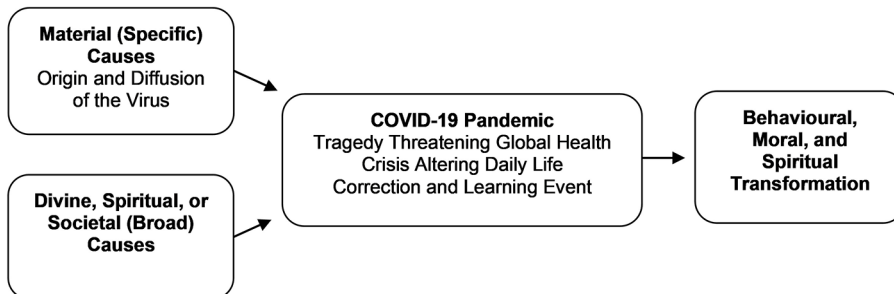 Material (Specific)
Causes
Origin and Diffusion
of the Virus
COVID-19 Pandemic
Tragedy Threatening Global Health
Crisis Altering Daily Life
Correction and Learning Event
Behavioural,
Moral, and
Spiritual
Transformation
Divine, Spiritual, or
Societal (Broad)
Causes